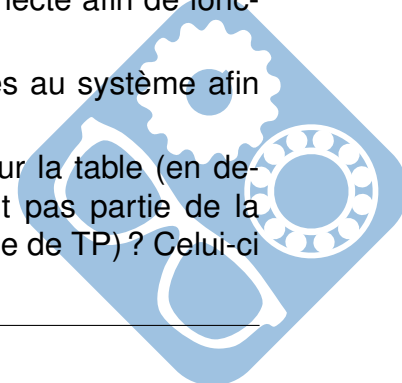 afin de fonc-
es au système afin
ur la table (en de-
t pas partie de la
e de TP) ? Celui-ci